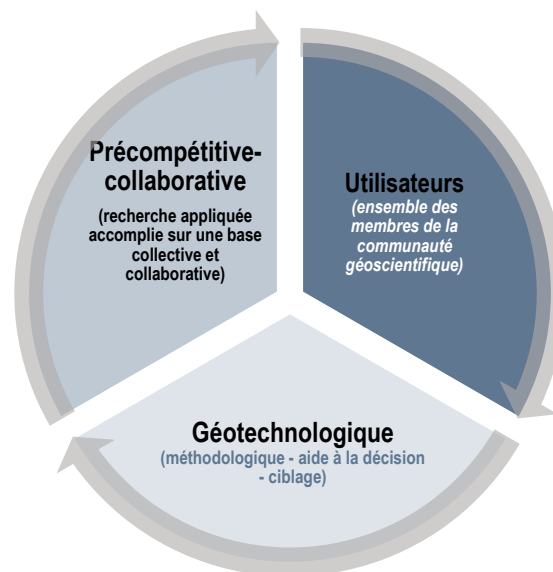 Précompétitive-
collaborative
(recherche appliquée
accomplie sur une base
collective et
collaborative)
Utilisateurs
(ensemble des
membres de la
communauté
géoscientifique)
Géotechnologique
(méthodologique - aide à la décision
- ciblage)